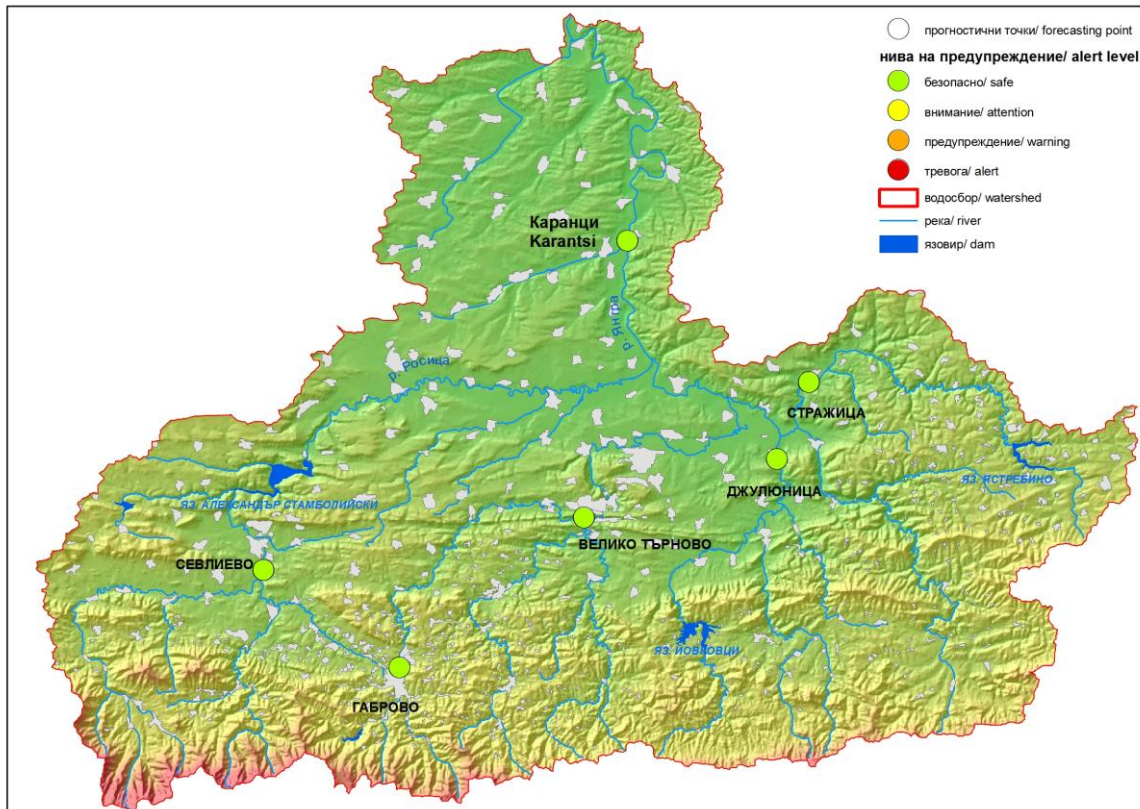 прогностични точки/ forecasting point
нива на предупреждение/ alert level
безопасно/ safe
внимание/ attention
предупреждение/ warning
тревога/ alert
водосбор/ watershed
река/ river
язовир/ dam
Каранци
Karantsi
р. Янтра
р. Росица
СТРАЖИЦА
ДЖУЛЮНИЦА
ЯЗ. ЯСТРЕБИНО
ЯЗ. АЛЕКСАНДЪР СТАМБОЛИЙСКИ
ВЕЛИКО ТЪРНОВО
СЕВЛИЕВО
ЯЗ. ЙОВКОВЦИ
ГАБРОВО